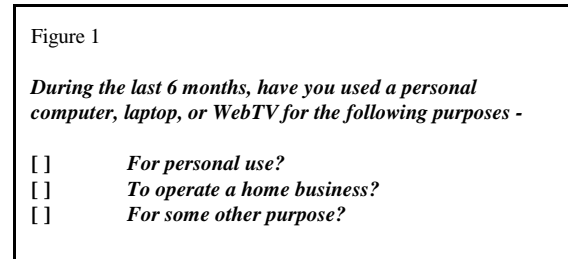 Figure 1
During the last 6 months, have you used a personal
computer, laptop, or WebTV for the following purposes -
[ ] For personal use?
[ ] To operate a home business?
[ ] For some other purpose?